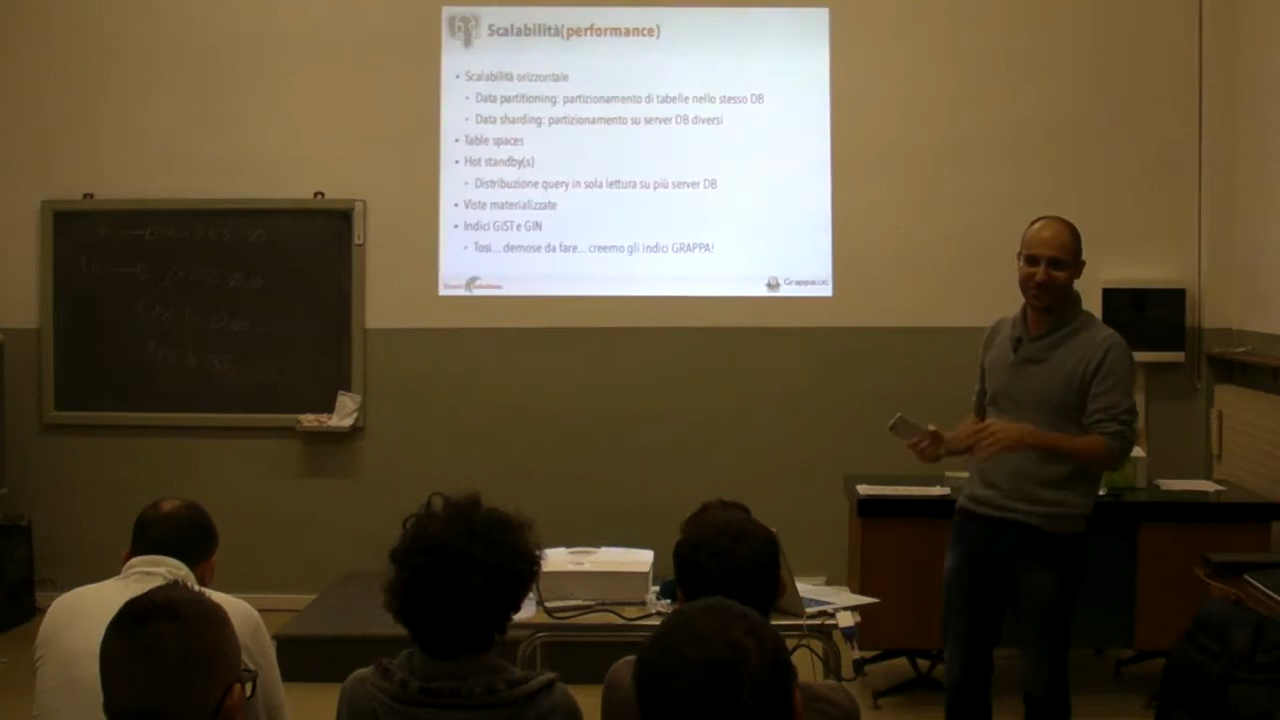 Scalabilità(performance)
• Scalabilità orizzontale
• Data partitioning: partizionamento di tabelle nello stesso DB
• Data sharding: partizionamento su server DB diversi
• Table spaces
• Hot standby(s)
• Distribuzione query in sola lettura su più server DB
• Viste materializzate
• Indici GiST e GIN
• Tosi... demose da fare... creemo gli indici GRAPPA!
GrappaLUG